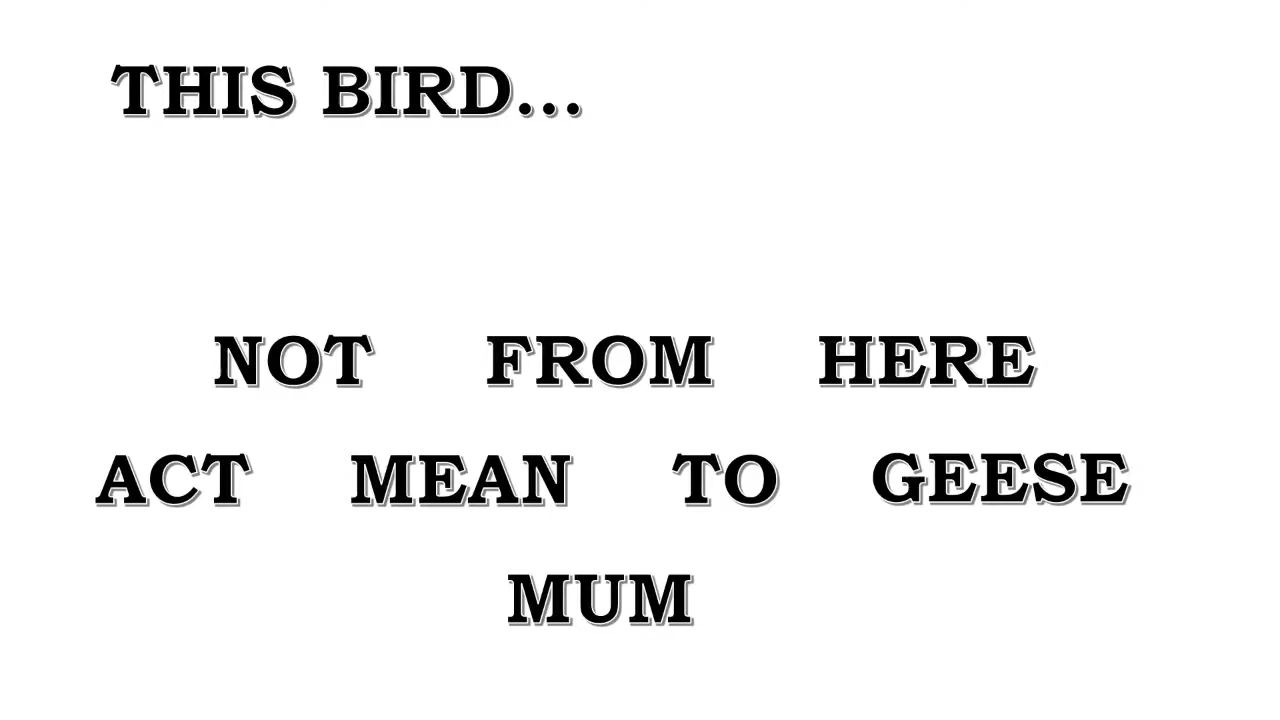 THIS BIRD...
NOT FROM HERE
ACT MEAN TO GEESE
MUM